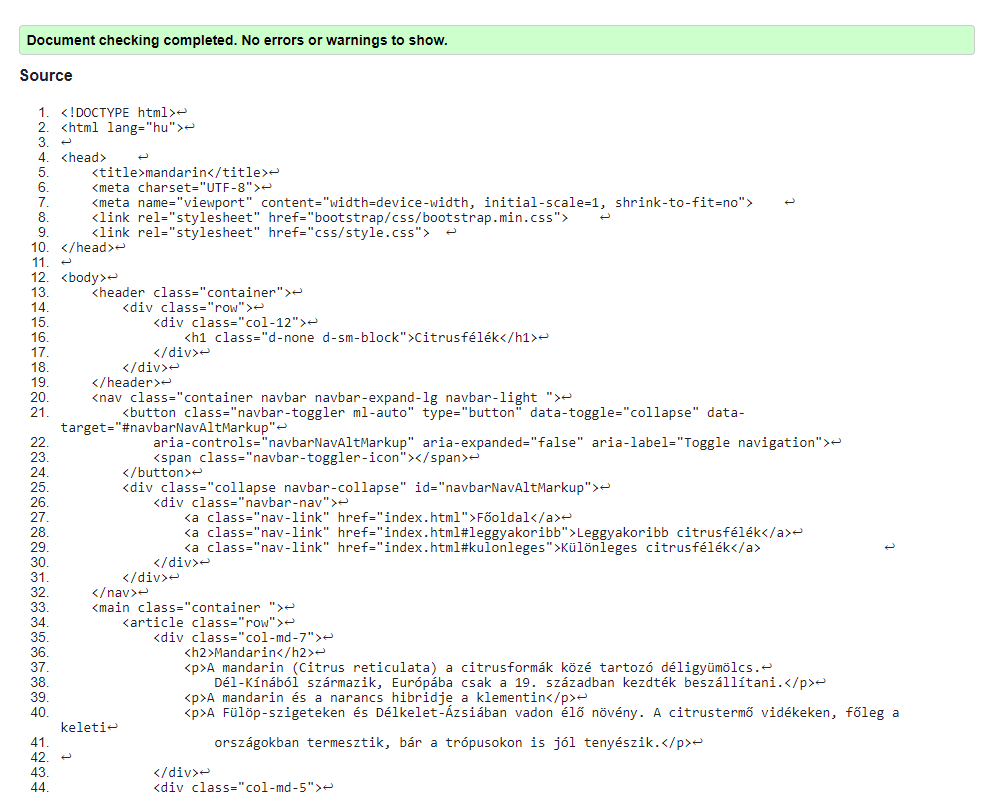 Document checking completed. No errors or warnings to show.
Source
1. <!DOCTYPE html>↩
2. <html lang="hu">↩
3. ↩
4. <head>    ↩
5.     <title>mandarin</title>↩
6.     <meta charset="UTF-8">↩
7.     <meta name="viewport" content="width=device-width, initial-scale=1, shrink-to-fit=no">    ↩
8.     <link rel="stylesheet" href="bootstrap/css/bootstrap.min.css">    ↩
9.     <link rel="stylesheet" href="css/style.css">  ↩
10. </head>↩
11. ↩
12. <body>↩
13.     <header class="container">↩
14.         <div class="row">↩
15.             <div class="col-12">↩
16.                 <h1 class="d-none d-sm-block">Citrusfélék</h1>↩
17.             </div>↩
18.         </div>↩
19.     </header>↩
20.     <nav class="container navbar navbar-expand-lg navbar-light ">↩
21.         <button class="navbar-toggler ml-auto" type="button" data-toggle="collapse" data-
target="#navbarNavAltMarkup"↩
22.             aria-controls="navbarNavAltMarkup" aria-expanded="false" aria-label="Toggle navigation">↩
23.             <span class="navbar-toggler-icon"></span>↩
24.         </button>↩
25.         <div class="collapse navbar-collapse" id="navbarNavAltMarkup">↩
26.             <div class="navbar-nav">↩
27.                 <a class="nav-link" href="index.html">Főoldal</a>↩
28.                 <a class="nav-link" href="index.html#leggyakoribb">Leggyakoribb citrusfélék</a>↩
29.                 <a class="nav-link" href="index.html#kulonleges">Különleges citrusfélék</a>                ↩
30.             </div>↩
31.         </div>↩
32.     </nav>↩
33.     <main class="container ">↩
34.         <article class="row">↩
35.             <div class="col-md-7">↩
36.                 <h2>Mandarin</h2>↩
37.                 <p>A mandarin (Citrus reticulata) a citrusformák közé tartozó déligyümölcs.↩
38.                     Dél-Kínából származik, Európába csak a 19. században kezdték beszállítani.</p>↩
39.                 <p>A mandarin és a narancs hibridje a klementin</p>↩
40.                 <p>A Fülöp-szigeteken és Délkelet-Ázsiában vadon élő növény. A citrustermő vidékeken, főleg a
keleti↩
41.                     országokban termesztik, bár a trópusokon is jól tenyészik.</p>↩
42. ↩
43.             </div>↩
44.             <div class="col-md-5">↩